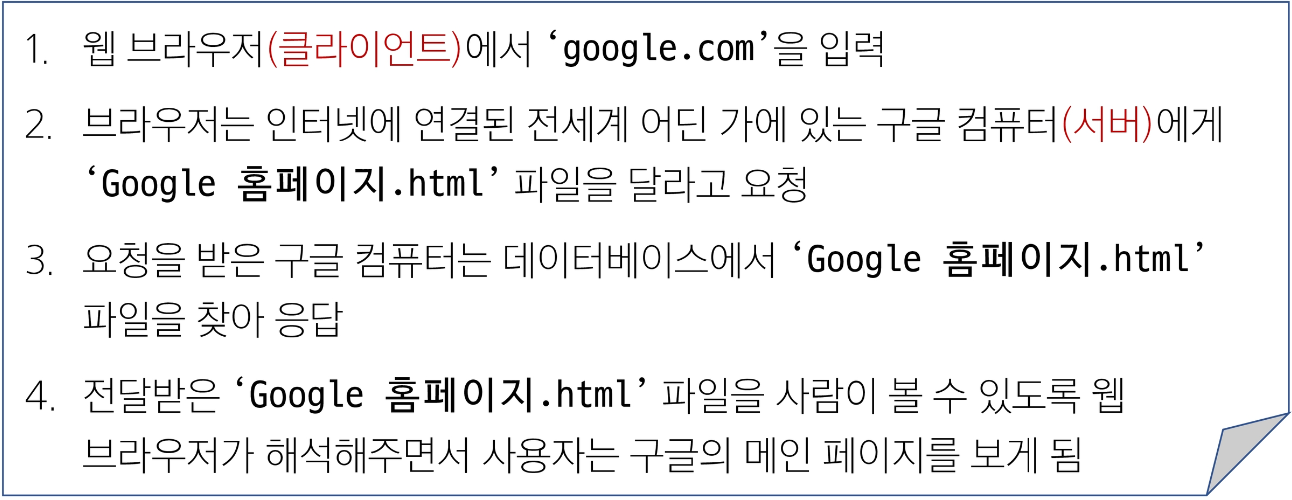 1. 웹 브라우저(클라이언트)에서 ‘google.com’을 입력
2. 브라우저는 인터넷에 연결된 전세계 어딘 가에 있는 구글 컴퓨터(서버)에게
‘Google 홈페이지.html’ 파일을 달라고 요청
3. 요청을 받은 구글 컴퓨터는 데이터베이스에서 ‘Google 홈페이지.html’
파일을 찾아 응답
4. 전달받은 ‘Google 홈페이지.html’ 파일을 사람이 볼 수 있도록 웹
브라우저가 해석해주면서 사용자는 구글의 메인 페이지를 보게 됨